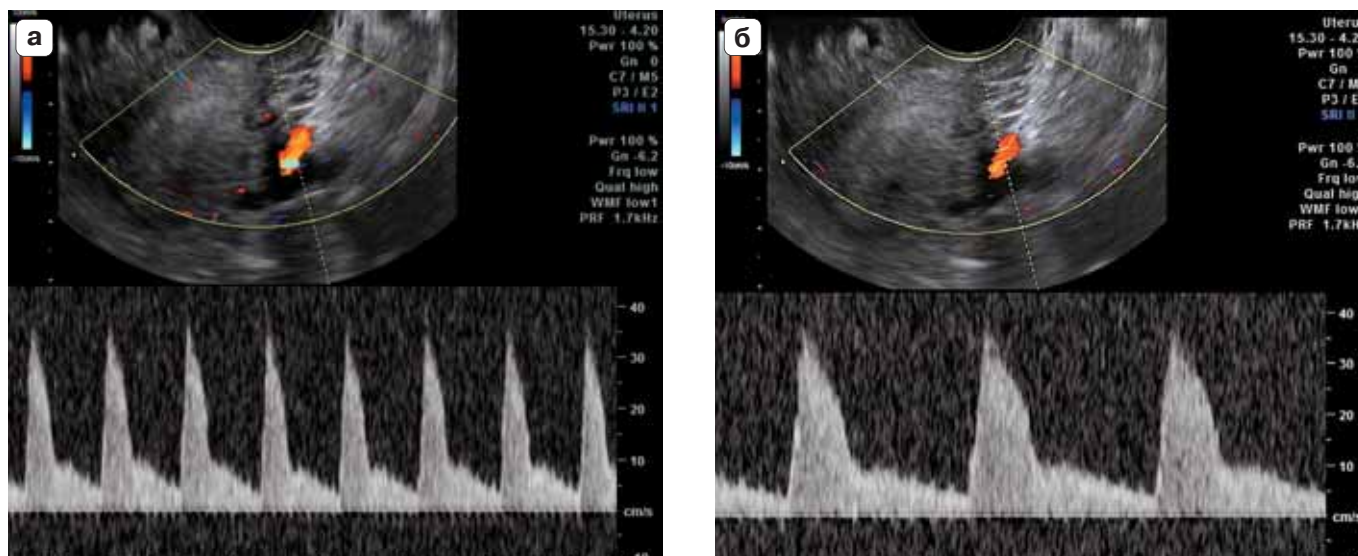 а
Uterus
15.30 - 4.20
Pwr 100 %
Gn 0
C7 / M5
P3 / E2
SRI II 1
Pwr 100 %
Gn -6.2
Frq low
Qual high
WMF low1
PRF 1.7kHz
40
30
20
10
cm/s
-10
б
Uterus
15.30 - 4.2
Pwr 100
Gn
C7 / M
P3 / E
SRI II
Pwr 100
Gn -6.
Frq lo
Qual hig
WMF low
PRF 1.7kH
40
30
20
10
cm/s